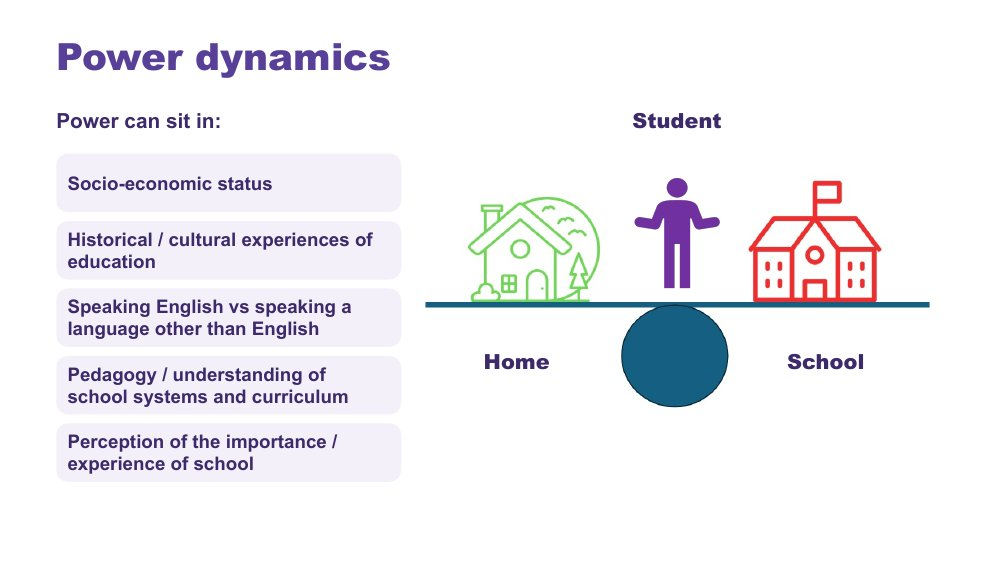 Power dynamics
Power can sit in:
Socio-economic status
Historical / cultural experiences of
education
Speaking English vs speaking a
language other than English
Pedagogy / understanding of
school systems and curriculum
Perception of the importance /
experience of school
Student
Home
School